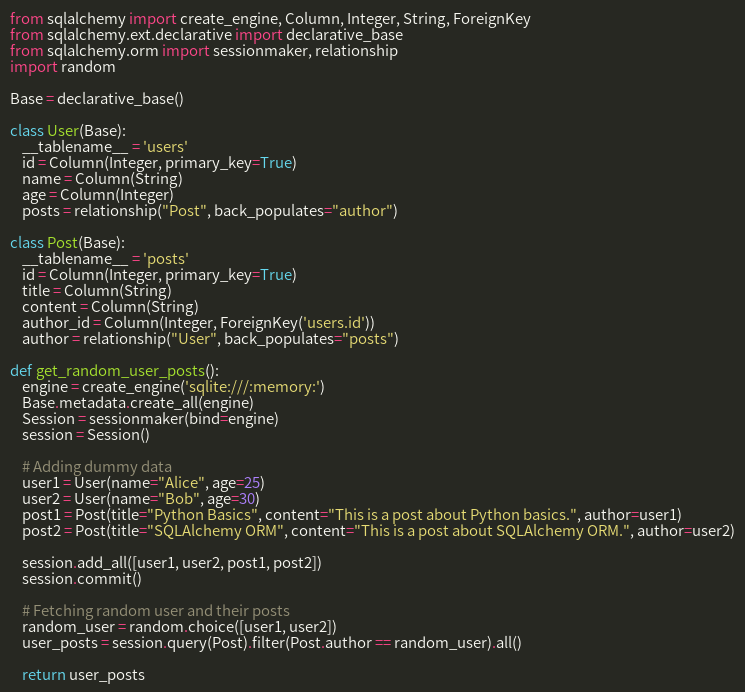 from sqlalchemy import create_engine, Column, Integer, String, ForeignKey
from sqlalchemy.ext.declarative import declarative_base
from sqlalchemy.orm import sessionmaker, relationship
import random

Base = declarative_base()

class User(Base):
    __tablename__ = 'users'
    id = Column(Integer, primary_key=True)
    name = Column(String)
    age = Column(Integer)
    posts = relationship("Post", back_populates="author")

class Post(Base):
    __tablename__ = 'posts'
    id = Column(Integer, primary_key=True)
    title = Column(String)
    content = Column(String)
    author_id = Column(Integer, ForeignKey('users.id'))
    author = relationship("User", back_populates="posts")

def get_random_user_posts():
    engine = create_engine('sqlite:///:memory:')
    Base.metadata.create_all(engine)
    Session = sessionmaker(bind=engine)
    session = Session()

    # Adding dummy data
    user1 = User(name="Alice", age=25)
    user2 = User(name="Bob", age=30)
    post1 = Post(title="Python Basics", content="This is a post about Python basics.", author=user1)
    post2 = Post(title="SQLAlchemy ORM", content="This is a post about SQLAlchemy ORM.", author=user2)

    session.add_all([user1, user2, post1, post2])
    session.commit()

    # Fetching random user and their posts
    random_user = random.choice([user1, user2])
    user_posts = session.query(Post).filter(Post.author == random_user).all()

    return user_posts